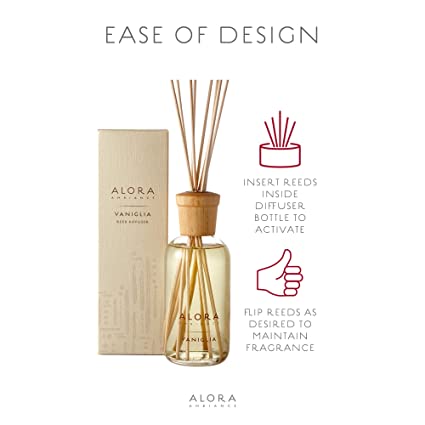 EASE OF DESIGN
ALORA
AMBIANCE
VANIGLIA
REED DIFFUSER
ALORA
VANIGLIA
INSERT REEDS
INSIDE
DIFFUSER
BOTTLE TO
ACTIVATE
FLIP REEDS AS
DESIRED TO
MAINTAIN
FRAGRANCE
ALORA
AMBIANCE